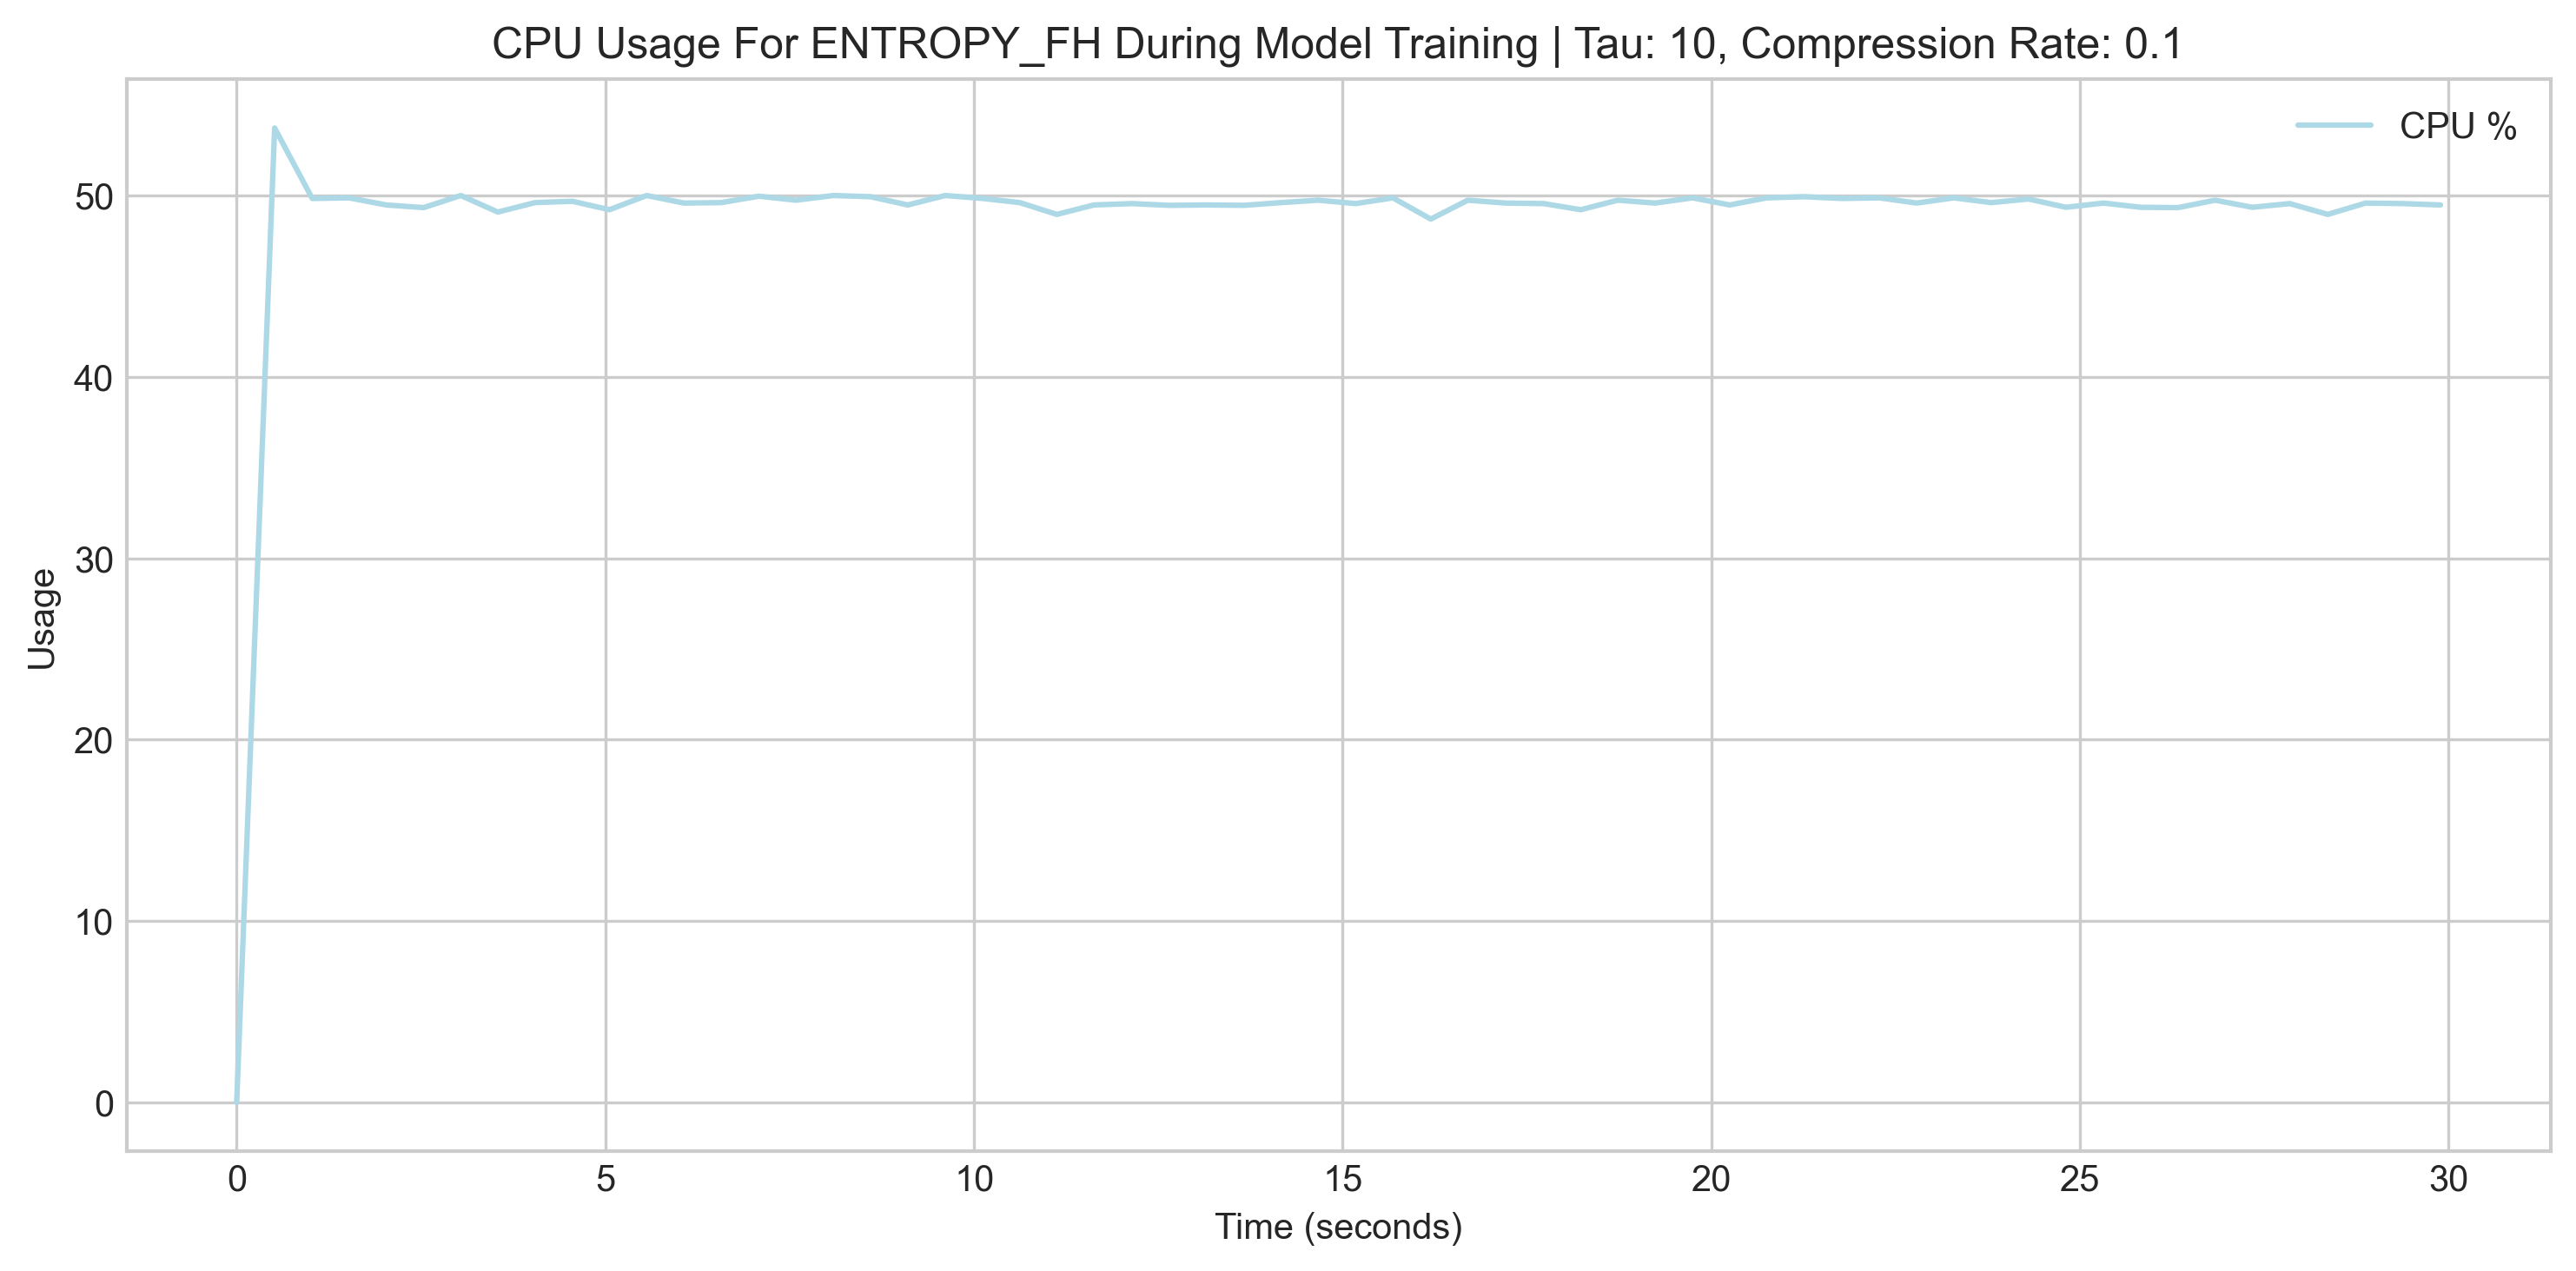 CPU Usage For ENTROPY_FH During Model Training | Tau: 10, Compression Rate: 0.1
CPU %
50
40
30
20
10
0
Usage
0 5 10 15 20 25 30
Time (seconds)